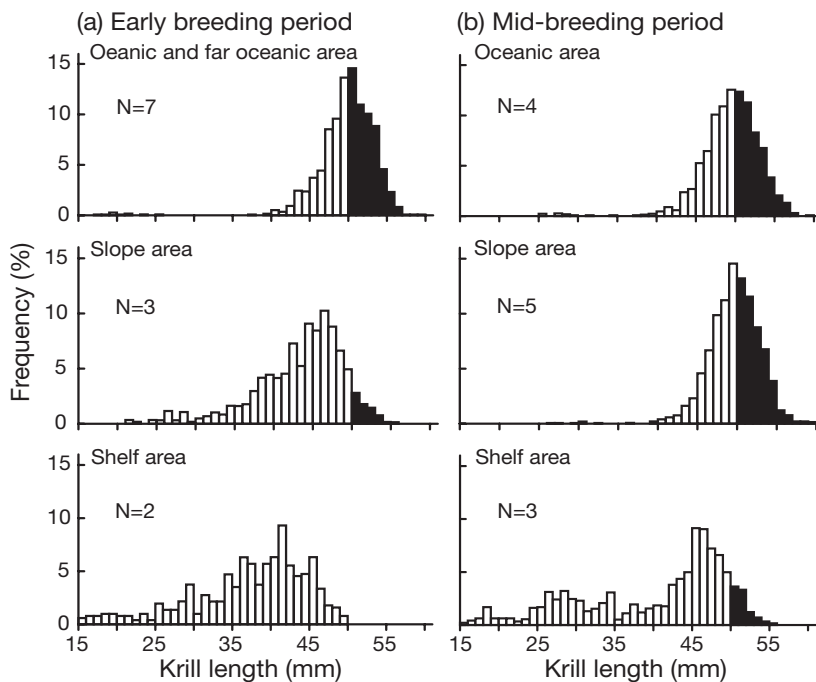 (a) Early breeding period
Oeanic and far oceanic area
15
N=7
10
5
0
Slope area
15
N=3
10
5
0
Shelf area
15
N=2
10
5
0
15 25 35 45 55
Krill length (mm)
Frequency (%)
(b) Mid-breeding period
Oceanic area
N=4
Slope area
N=5
Shelf area
N=3
15 25 35 45 55
Krill length (mm)